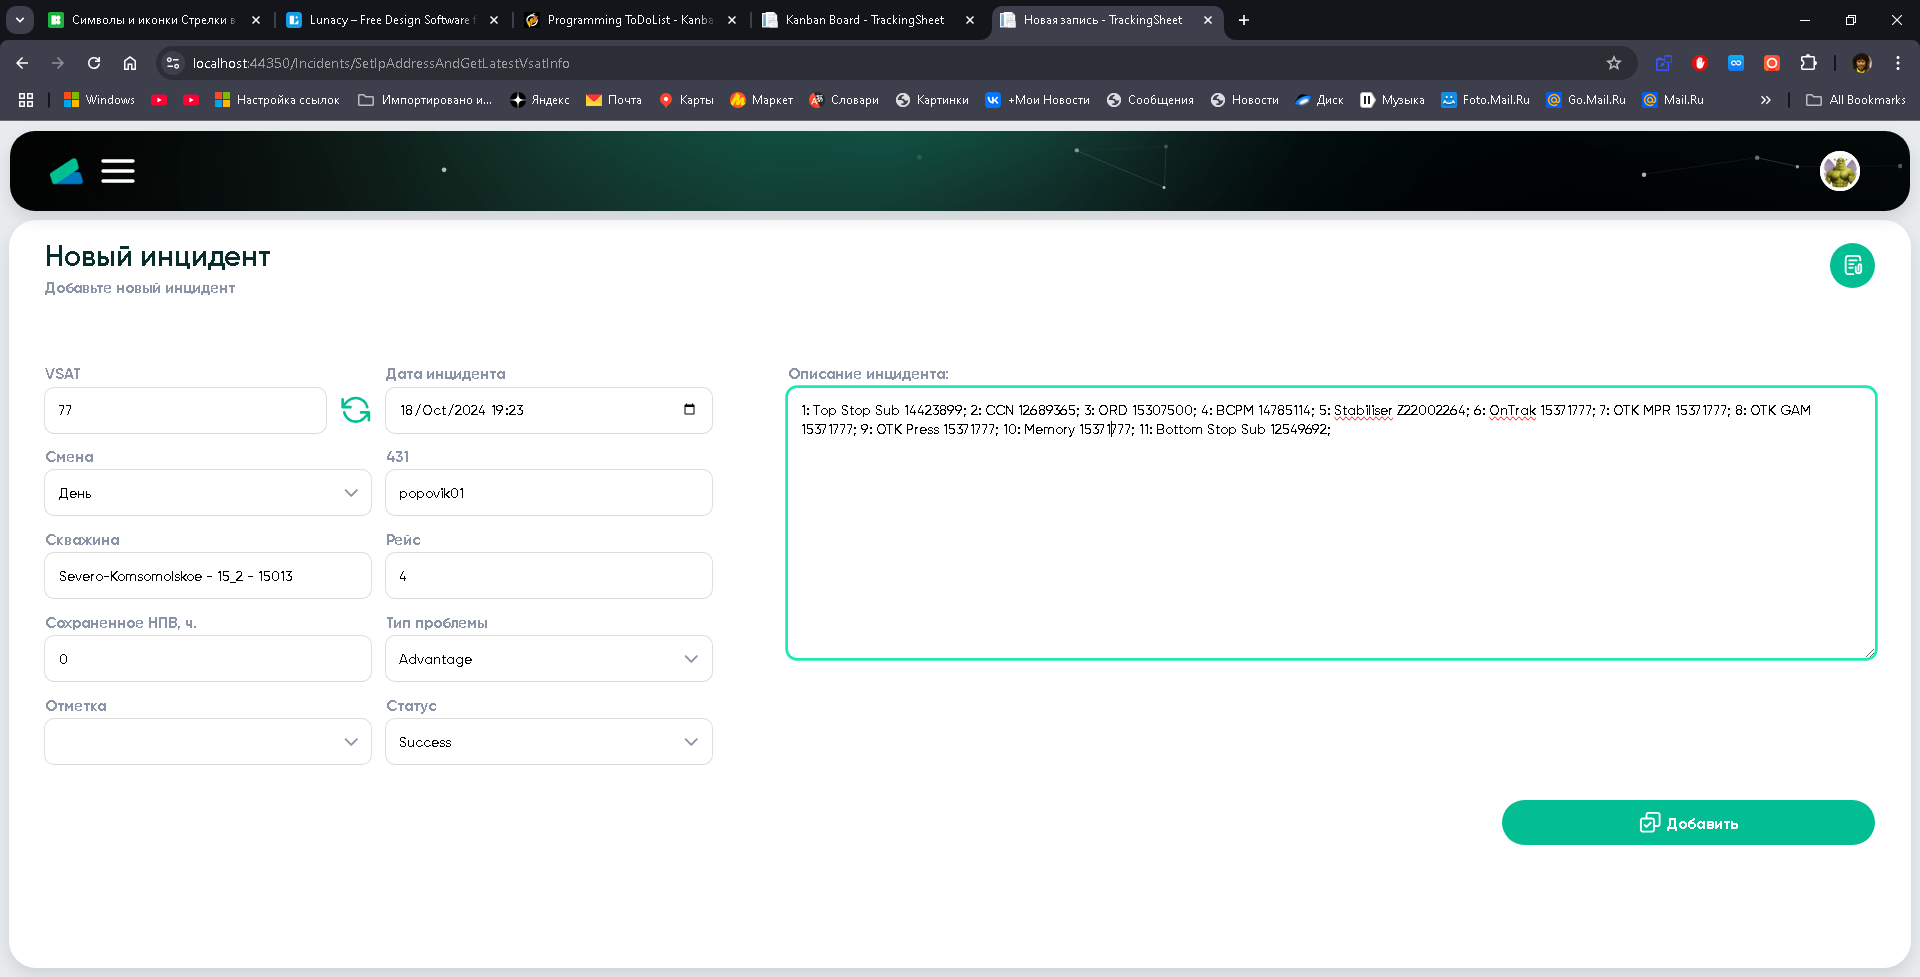 Символы и иконки Стрелки в
Lunacy – Free Design Software f
Programming ToDoList - Kanba
Kanban Board - TrackingSheet
Новая запись - TrackingSheet
localhost:44350/Incidents/SetIpAddressAndGetLatestVsatInfo
Windows
Настройка ссылок
Импортировано и...
Яндекс
Почта
Карты
Маркет
Словари
Картинки
+Мои Новости
Сообщения
Новости
Диск
Музыка
Foto.Mail.Ru
Go.Mail.Ru
Mail.Ru
All Bookmarks
Новый инцидент
Добавьте новый инцидент
VSAT
77
Дата инцидента
18/Oct/2024 19:23
Смена
День
431
popovik01
Скважина
Severo-Komsomolskoe - 15_2 - 15013
Рейс
4
Сохраненное НПВ, ч.
0
Тип проблемы
Advantage
Отметка
Статус
Success
Описание инцидента:
1: Top Stop Sub 14423899; 2: CCN 12689365; 3: ORD 15307500; 4: BCPM 14785114; 5: Stabiliser Z22002264; 6: OnTrak 15371777; 7: OTK MPR 15371777; 8: OTK GAM
15371777; 9: OTK Press 15371777; 10: Memory 15371777; 11: Bottom Stop Sub 12549692;
Добавить